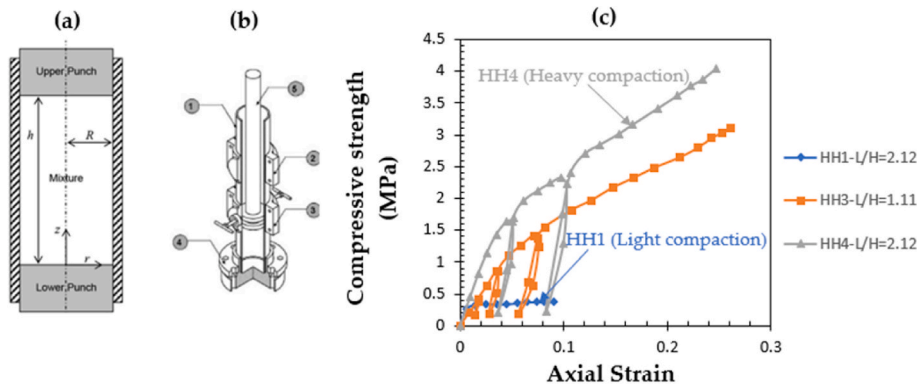 (a)
Upper Punch
h
R
Mixture
z
r
Lower Punch
(b)
1
5
2
3
4
(c)
Compressive strength
(MPa)
4.5
4
3.5
3
2.5
2
1.5
1
0.5
0
HH4 (Heavy compaction)
HH1 (Light compaction)
0
0.1
0.2
0.3
Axial Strain
HH1-L/H=2.12
HH3-L/H=1.11
HH4-L/H=2.12